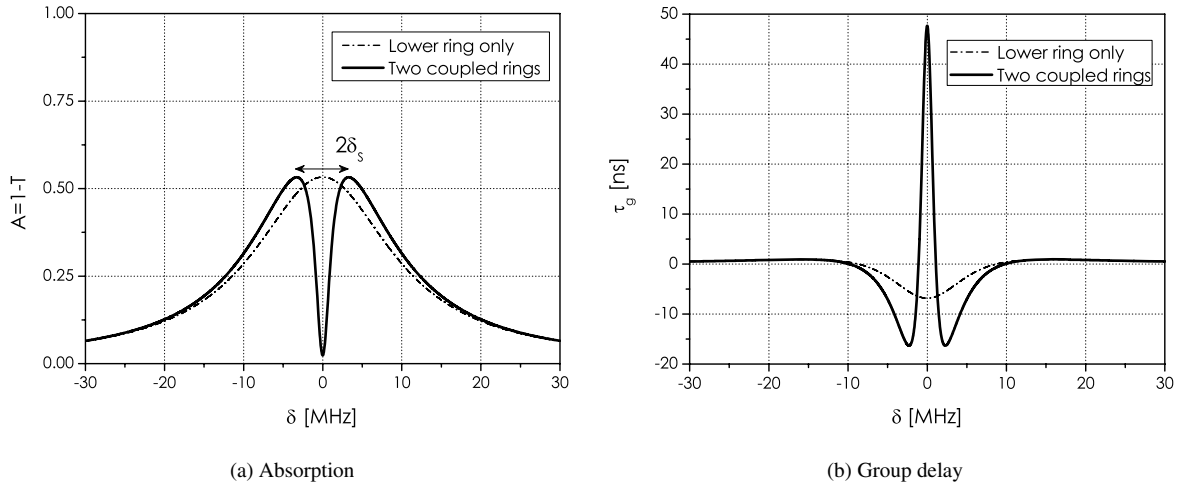 1.00
0.75
0.50
0.25
0.00
A=1-T
Lower ring only
Two coupled rings
2δS
-30 -20 -10 0 10 20 30
δ [MHz]
(a) Absorption
50
40
30
20
10
0
-10
-20
τg [ns]
Lower ring only
Two coupled rings
-30 -20 -10 0 10 20 30
δ [MHz]
(b) Group delay